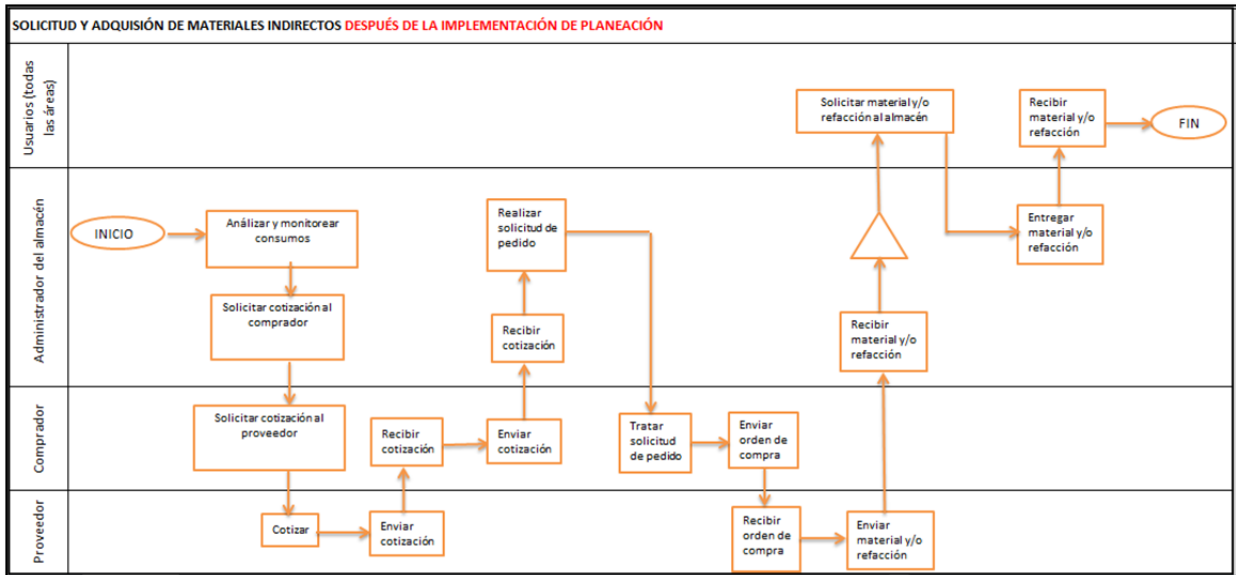 SOLICITUD Y ADQUISIÓN DE MATERIALES INDIRECTOS DESPUÉS DE LA IMPLEMENTACIÓN DE PLANEACIÓN
Usuarios (todas
las áreas)
Solicitar material y/o
refacción al almacén
Recibir
material y/o
refacción
FIN
Administrador del almacén
INICIO
Análizar y monitorear
consumos
Realizar
solicitud de
pedido
Entregar
material y/o
refacción
Solicitar cotización al
comprador
Recibir
cotización
Recibir
material y/o
refacción
Comprador
Solicitar cotización al
proveedor
Recibir
cotización
Enviar
cotización
Tratar
solicitud
de pedido
Enviar
orden de
compra
Proveedor
Cotizar
Enviar
cotización
Recibir
orden de
compra
Enviar
material y/o
refacción